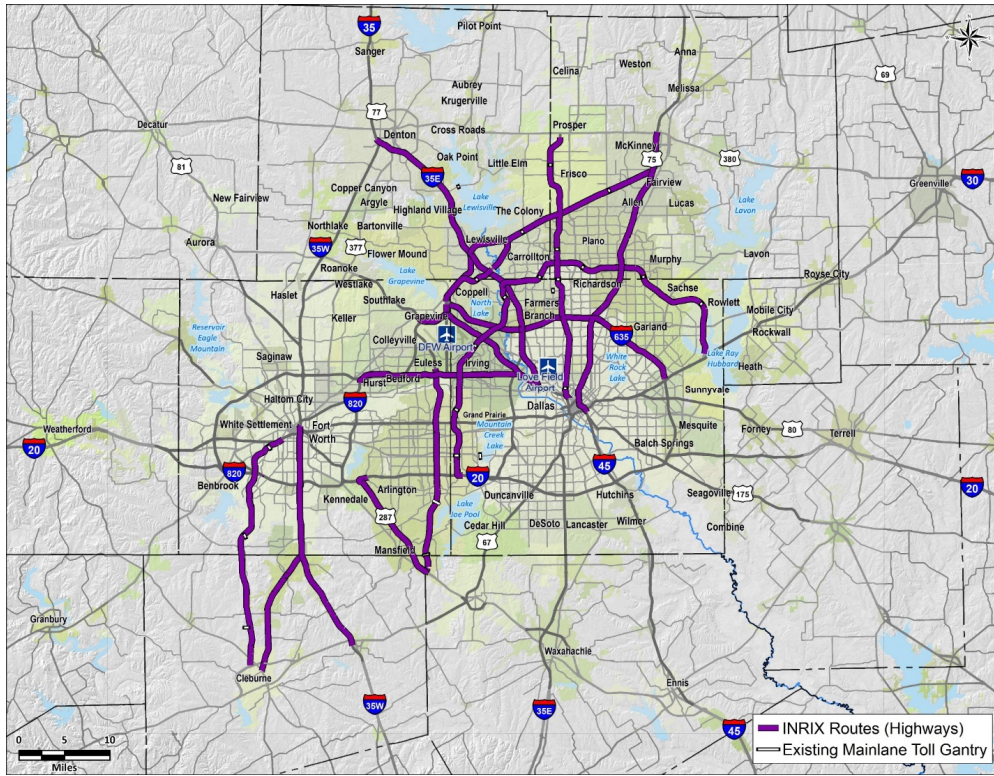 35
Pilot Point
Sanger
Anna
Weston
Celina
69
Aubrey
Melissa
Krugerville
77
Decatur
Denton
Cross Roads
Prosper
McKinney
75
380
Oak Point
Little Elm
81
35E
Frisco
Fairview
30
Greenville
Copper Canyon
Argyle
Allen
Lucas
New Fairview
Highland Village
Lake
Lewisville
The Colony
Lake
Lavon
Northlake
Bartonville
Aurora
35W
377
Lewisville
Plano
Flower Mound
Carrollton
Murphy
Lavon
Roanoke
Lake
Grapevine
Royse City
Westlake
Richardson
Sachse
Haslet
Southlake
Coppell
North
Lake
Farmers
Branch
Rowlett
Mobile City
Keller
Grapevine
Garland
Rockwall
Reservoir
Eagle
Mountain
DFW Airport
635
Colleyville
Saginaw
Euless
Irving
White
Rock
Lake
Lake Ray
Hubbard
Heath
Love Field
Airport
Hurst
Bedford
Sunnyvale
Haltom City
820
Dallas
Grand Prairie
Mesquite
Forney
80
Terrell
Weatherford
White Settlement
Fort
Worth
Mountain
Creek
Lake
Balch Springs
20
820
45
20
Benbrook
Arlington
20
Duncanville
Hutchins
Seagoville
175
Kennedale
287
Lake
Joe Pool
Cedar Hill
DeSoto
Lancaster
Wilmer
Combine
Mansfield
67
Granbury
Waxahachie
Cleburne
Ennis
35W
35E
45
INRIX Routes (Highways)
Existing Mainlane Toll Gantry
0 5 10
Miles